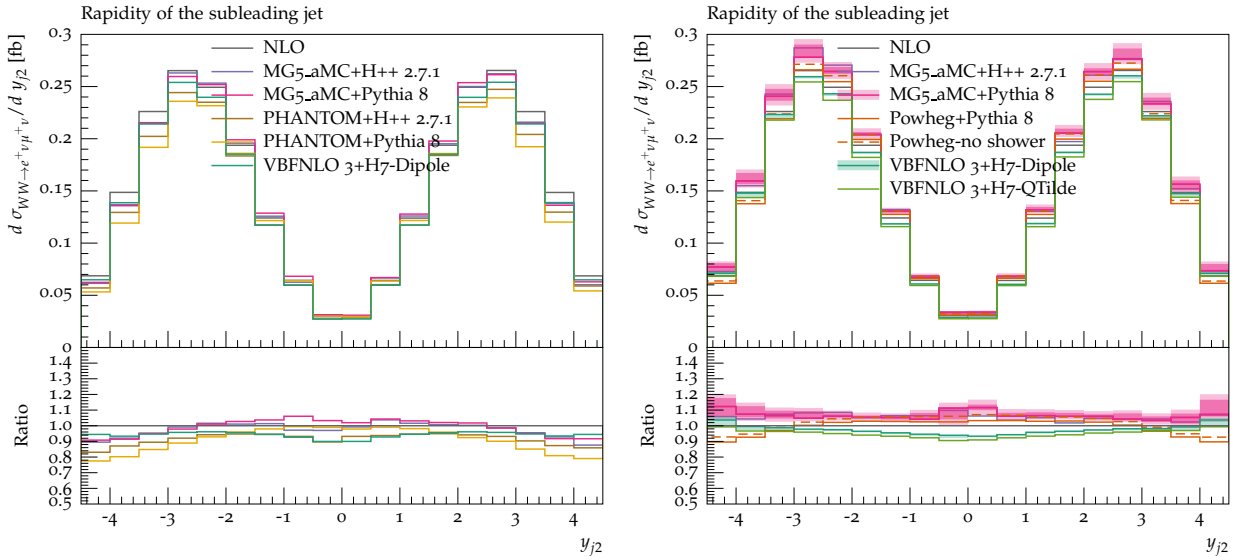 Rapidity of the subleading jet
NLO
MG5_aMC+H++ 2.7.1
MG5_aMC+Pythia 8
PHANTOM+H++ 2.7.1
PHANTOM+Pythia 8
VBFNLO 3+H7-Dipole
0
0.05
0.1
0.15
0.2
0.25
0.3
d σ_{WW→e⁺νμ⁺ν}/d y_{j2} [fb]
0.5
0.6
0.7
0.8
0.9
1.0
1.1
1.2
1.3
1.4
Ratio
-4 -3 -2 -1 0 1 2 3 4
y_{j2}
Rapidity of the subleading jet
NLO
MG5_aMC+H++ 2.7.1
MG5_aMC+Pythia 8
Powheg+Pythia 8
Powheg-no shower
VBFNLO 3+H7-Dipole
VBFNLO 3+H7-QTilde
0
0.05
0.1
0.15
0.2
0.25
0.3
d σ_{WW→e⁺νμ⁺ν}/d y_{j2} [fb]
0.5
0.6
0.7
0.8
0.9
1.0
1.1
1.2
1.3
1.4
Ratio
-4 -3 -2 -1 0 1 2 3 4
y_{j2}